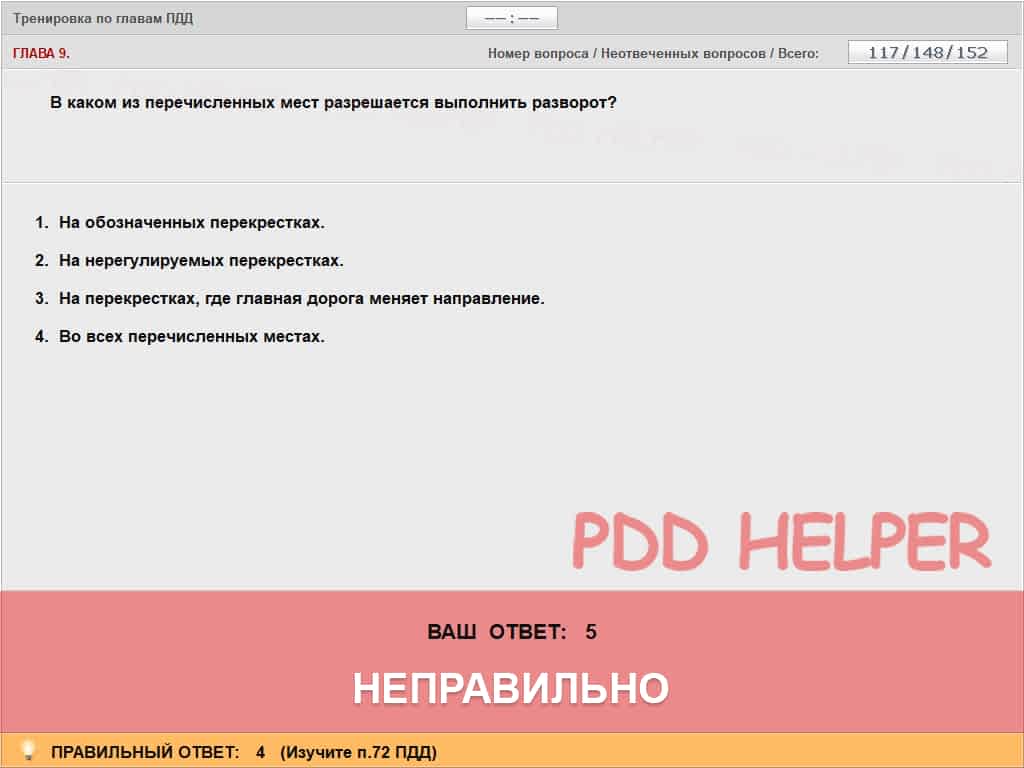 Тренировка по главам ПДД
–– : ––
ГЛАВА 9.
Номер вопроса / Неотвеченных вопросов / Всего: 117/148/152
В каком из перечисленных мест разрешается выполнить разворот?
1. На обозначенных перекрестках.
2. На нерегулируемых перекрестках.
3. На перекрестках, где главная дорога меняет направление.
4. Во всех перечисленных местах.
PDD HELPER
ВАШ ОТВЕТ: 5
НЕПРАВИЛЬНО
ПРАВИЛЬНЫЙ ОТВЕТ: 4 (Изучите п.72 ПДД)